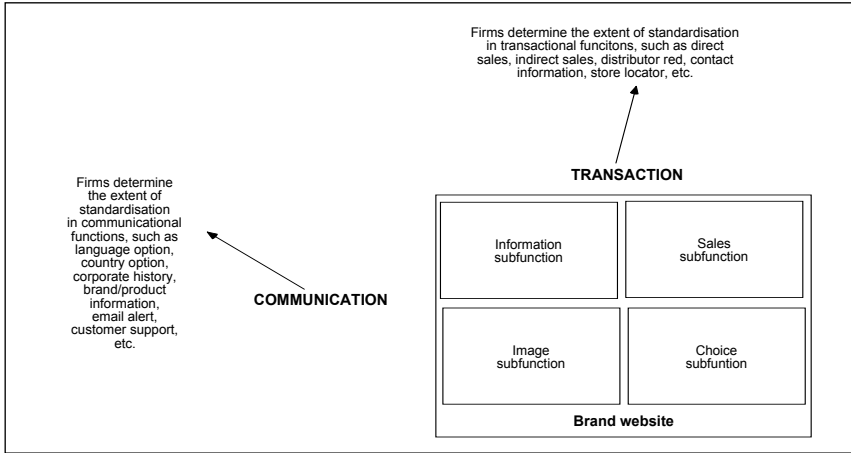 Firms determine the extent of standardisation
in transactional funcitons, such as direct
sales, indirect sales, distributor red, contact
information, store locator, etc.
TRANSACTION
Firms determine
the extent of
standardisation
in communicational
functions, such as
language option,
country option,
corporate history,
brand/product
information,
email alert,
customer support,
etc.
COMMUNICATION
Information
subfunction
Sales
subfunction
Image
subfunction
Choice
subfuntion
Brand website